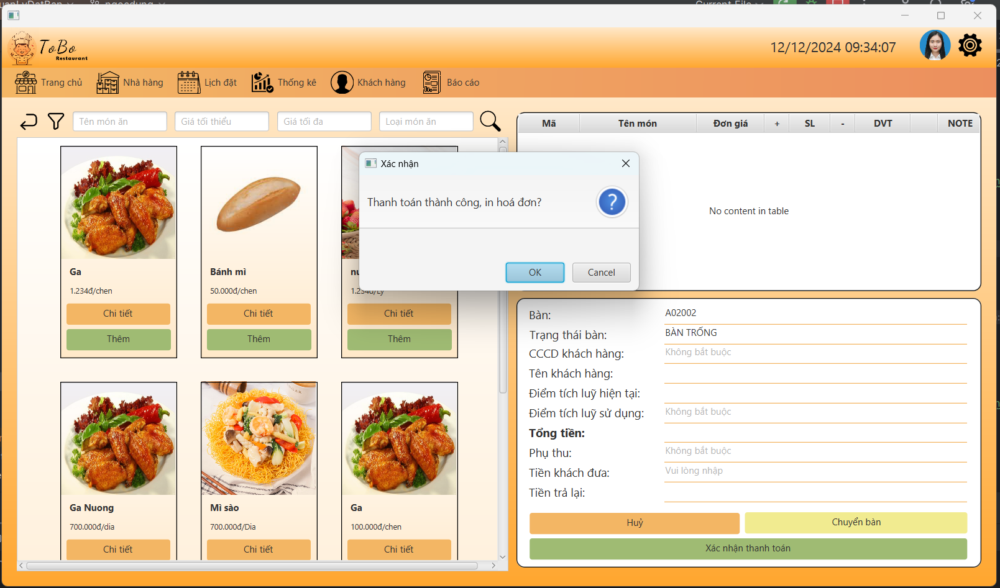 Current File
ToBo
Restaurant
12/12/2024 09:34:07
Trang chủ
Nhà hàng
Lịch đặt
Thống kê
Khách hàng
Báo cáo
Tên món ăn
Giá tối thiểu
Giá tối đa
Loại món ăn
Mã Tên món Đơn giá + SL - DVT NOTE
No content in table
Xác nhận
Thanh toán thành công, in hoá đơn?
OK
Cancel
Ga
1.234đ/chen
Chi tiết
Thêm
Bánh mì
50.000đ/chen
Chi tiết
Thêm
1.234đ/Ly
Chi tiết
Thêm
Ga Nuong
700.000đ/dia
Chi tiết
Mì sào
700.000đ/Dia
Chi tiết
Ga
100.000đ/chen
Chi tiết
Bàn: A02002
Trạng thái bàn: BÀN TRỐNG
CCCD khách hàng: Không bắt buộc
Tên khách hàng:
Điểm tích luỹ hiện tại:
Điểm tích luỹ sử dụng: Không bắt buộc
Tổng tiền:
Phụ thu: Không bắt buộc
Tiền khách đưa: Vui lòng nhập
Tiền trả lại:
Huỷ
Chuyển bàn
Xác nhận thanh toán